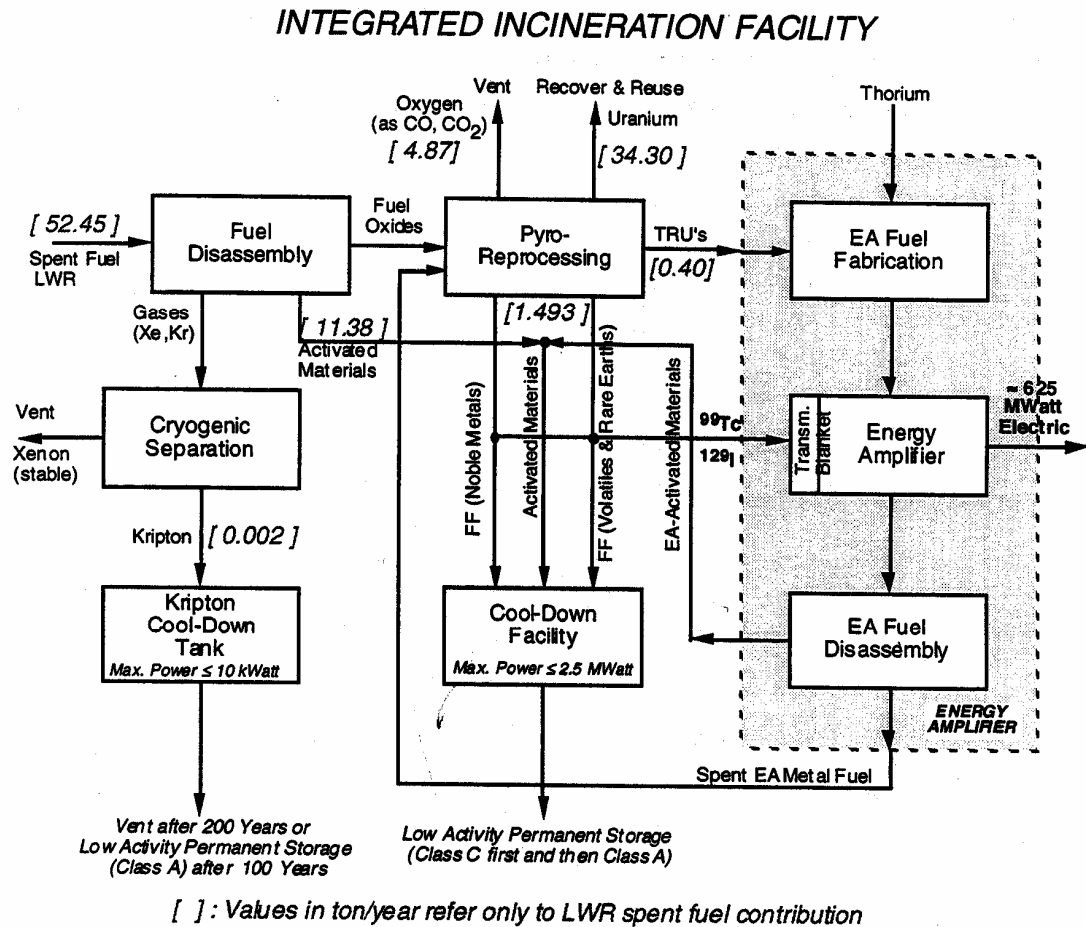 INTEGRATED INCINERATION FACILITY
Vent
Oxygen
(as CO, CO2)
[ 4.87]
Recover & Reuse
Uranium
[ 34.30 ]
Thorium
[ 52.45 ]
Spent Fuel
LWR
Fuel
Disassembly
Fuel
Oxides
Pyro-
Reprocessing
TRU's
[0.40]
EA Fuel
Fabrication
Gases
(Xe,Kr)
[ 11.38 ]
Activated
Materials
[1.493 ]
Vent
Xenon
(stable)
Cryogenic
Separation
FF (Noble Metals)
Activated Materials
FF (Volatiles & Rare Earths)
EA-Activated Materials
99Tc
129I
Transm.
Blanket
Energy
Amplifier
~ 625
MWatt
Electric
Kripton
[ 0.002 ]
Kripton
Cool-Down
Tank
Max. Power ≤ 10 kWatt
Cool-Down
Facility
Max. Power ≤ 2.5 MWatt
EA Fuel
Disassembly
ENERGY
AMPLIFIER
Spent EA Metal Fuel
Vent after 200 Years or
Low Activity Permanent Storage
(Class A) after 100 Years
Low Activity Permanent Storage
(Class C first and then Class A)
[ ] : Values in ton/year refer only to LWR spent fuel contribution